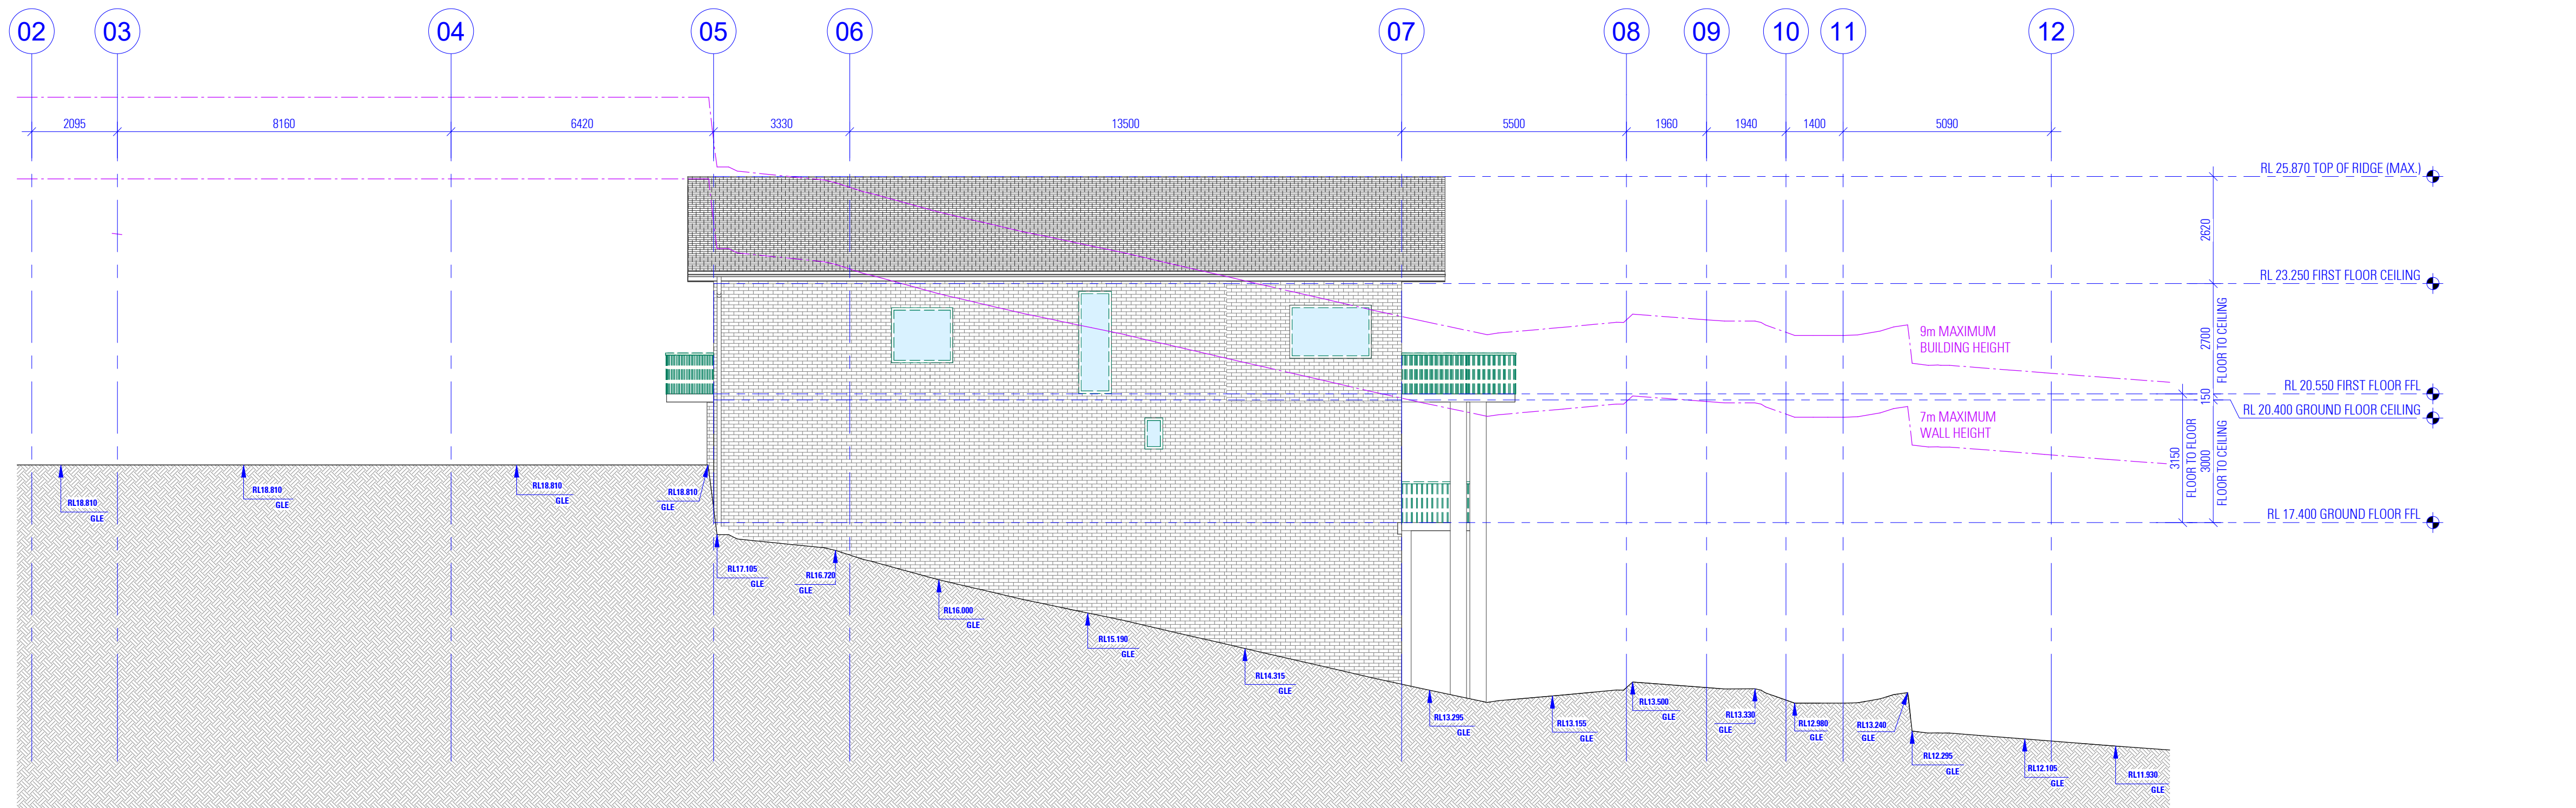 02 03 04 05 06 07 08 09 10 11 12
2095 8160 6420 3330 13500 5500 1960 1940 1400 5090
RL 25.870 TOP OF RIDGE (MAX.)
2620
RL 23.250 FIRST FLOOR CEILING
2700
FLOOR TO CEILING
9m MAXIMUM
BUILDING HEIGHT
RL 20.550 FIRST FLOOR FFL
150
RL 20.400 GROUND FLOOR CEILING
7m MAXIMUM
WALL HEIGHT
3150
FLOOR TO FLOOR
3000
FLOOR TO CEILING
RL 17.400 GROUND FLOOR FFL
RL18.810
GLE
RL18.810
GLE
RL18.810
GLE
RL18.810
GLE
RL17.105
GLE
RL16.720
GLE
RL16.000
GLE
RL15.190
GLE
RL14.315
GLE
RL13.295
GLE
RL13.155
GLE
RL13.500
GLE
RL13.330
GLE
RL12.980
GLE
RL13.240
GLE
RL12.295
GLE
RL12.105
GLE
RL11.930
GLE